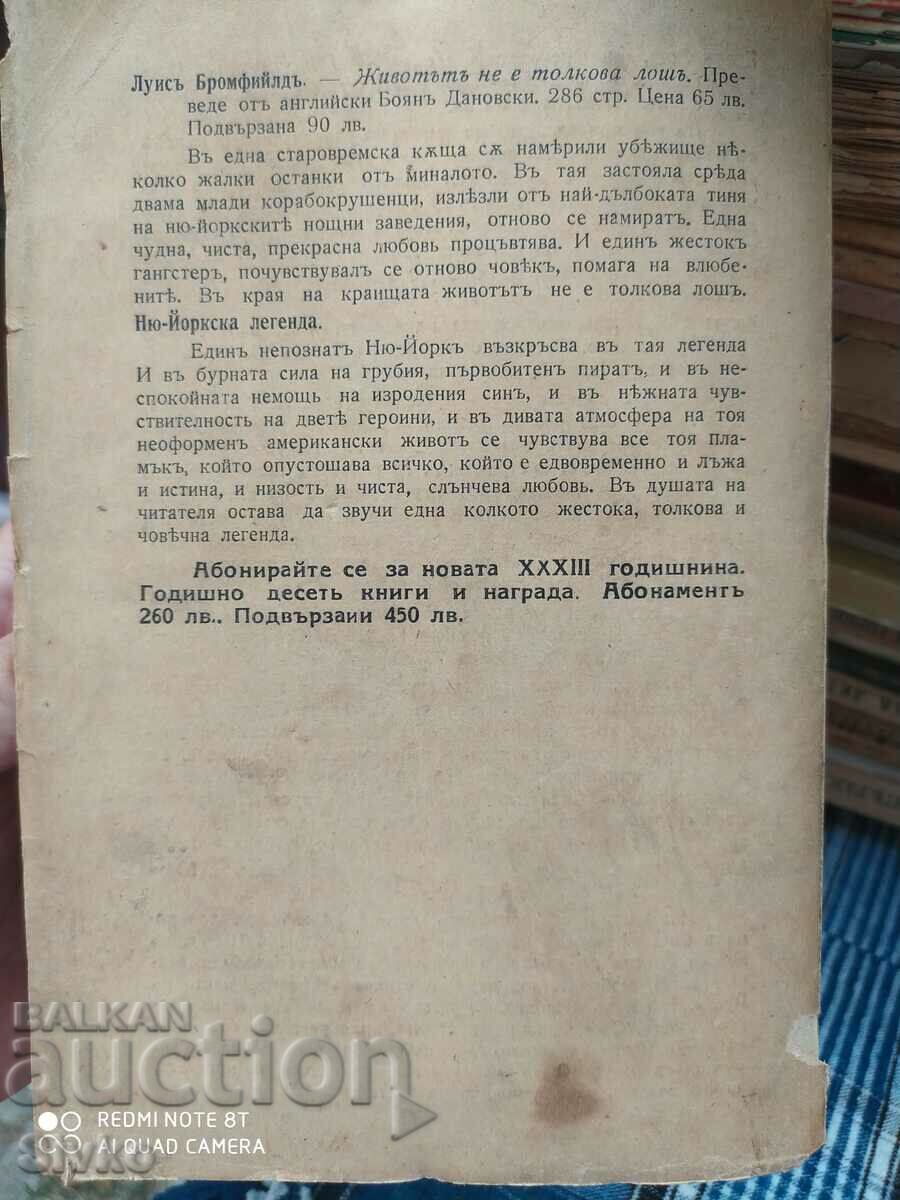 Луисъ Бромфийлдъ. — Животътъ не е толкова лошъ. Пре-
веде отъ английски Боянъ Дановски. 286 стр. Цена 65 лв.
Подвързана 90 лв.
Въ една старовремска кѫща сѫ намѣрили убѣжище нѣ-
колко жалки останки отъ миналото. Въ тая застояла срѣда
двама млади корабокрушенци, излѣзли отъ най-дълбоката тиня
на ню-йоркскитѣ нощни заведения, отново се намиратъ. Една
чудна, чиста, прекрасна любовь процъвтява. И единъ жестокъ
гангстеръ, почувствувалъ се отново човѣкъ, помага на влюбе-
нитѣ. Въ края на краищата животътъ не е толкова лошъ.
Ню-Йоркска легенда.
Единъ непознатъ Ню-Йоркъ възкръсва въ тая легенда
И въ бурната сила на грубия, първобитенъ пиратъ, и въ не-
спокойната немощь на изродения синъ, и въ нѣжната чув-
ствителность на дветѣ героини, и въ дивата атмосфера на тоя
неоформенъ американски животъ се чувствува все тоя пла-
мъкъ, който опустошава всичко, който е едвовременно и лъжа
и истина, и низость и чиста, слънчева любовь. Въ душата на
читателя остава да звучи една колкото жестока, толкова и
човѣчна легенда.
Абонирайте се за новата XXXIII годишнина.
Годишно десеть книги и награда. Абонаментъ
260 лв.. Подвързаии 450 лв.
BALKAN
auction
REDMI NOTE 8T
AI QUAD CAMERA
Slyko